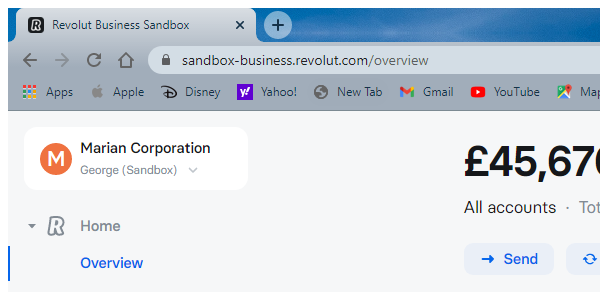 Revolut Business Sandbox
sandbox-business.revolut.com/overview
Apps Apple Disney Yahoo! New Tab Gmail YouTube
Marian Corporation
M
George (Sandbox)
£45,67
All accounts · Tot
Home
Overview
Send